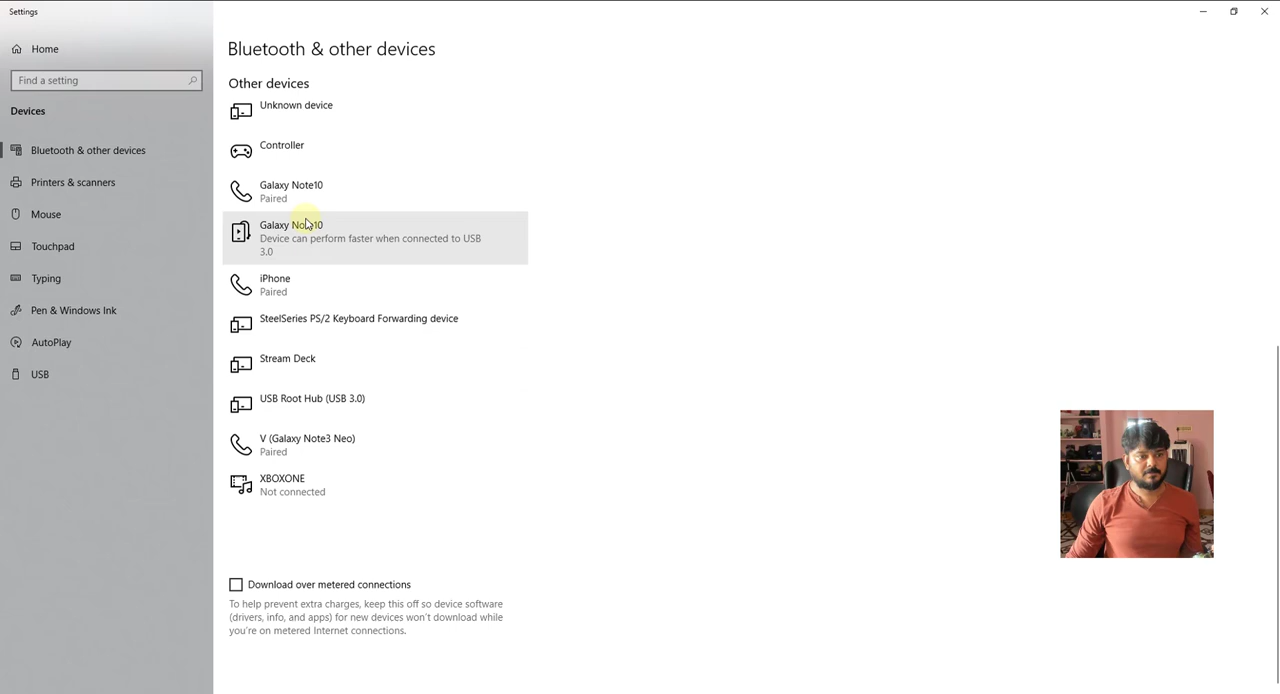 Settings
Home
Find a setting
Devices
Bluetooth & other devices
Printers & scanners
Mouse
Touchpad
Typing
Pen & Windows Ink
AutoPlay
USB
Bluetooth & other devices
Other devices
Unknown device
Controller
Galaxy Note10
Paired
Galaxy Note10
Device can perform faster when connected to USB
3.0
iPhone
Paired
SteelSeries PS/2 Keyboard Forwarding device
Stream Deck
USB Root Hub (USB 3.0)
V (Galaxy Note3 Neo)
Paired
XBOXONE
Not connected
Download over metered connections
To help prevent extra charges, keep this off so device software
(drivers, info, and apps) for new devices won't download while
you're on metered Internet connections.